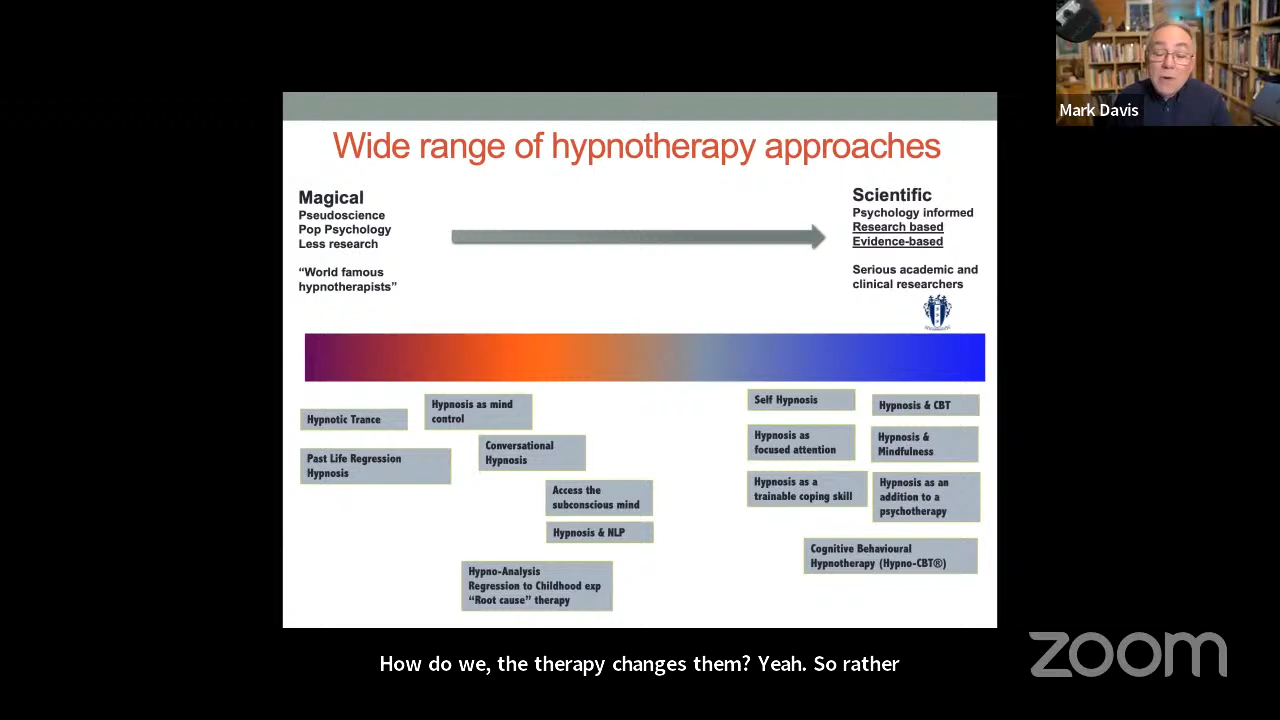 Mark Davis
Wide range of hypnotherapy approaches
Magical
Pseudoscience
Pop Psychology
Less research
“World famous
hypnotherapists”
Scientific
Psychology informed
Research based
Evidence-based
Serious academic and
clinical researchers
Hypnotic Trance
Hypnosis as mind
control
Past Life Regression
Hypnosis
Conversational
Hypnosis
Access the
subconscious mind
Hypnosis & NLP
Hypno-Analysis
Regression to Childhood exp
“Root cause” therapy
Self Hypnosis
Hypnosis & CBT
Hypnosis as
focused attention
Hypnosis &
Mindfulness
Hypnosis as a
trainable coping skill
Hypnosis as an
addition to a
psychotherapy
Cognitive Behavioural
Hypnotherapy (Hypno-CBT®)
How do we, the therapy changes them? Yeah. So rather
zoom